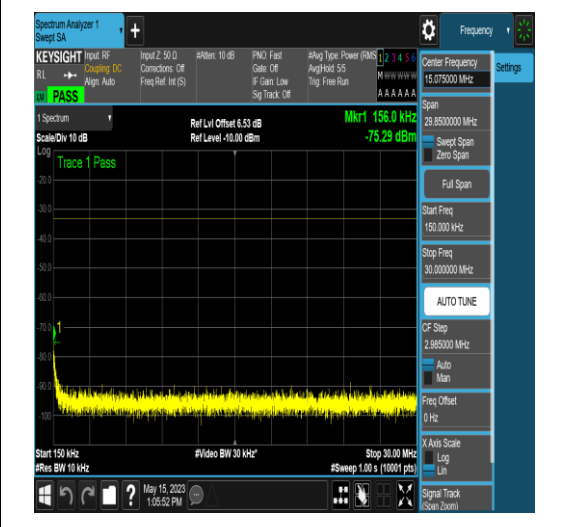 Spectrum Analyzer 1
Swept SA
+
Frequency
KEYSIGHT
RL
PASS
Input: RF
Coupling: DC
Align: Auto
Input Z: 50 Ω
Corrections: Off
Freq Ref: Int (S)
#Atten: 10 dB
PNO: Fast
Gate: Off
IF Gain: Low
Sig Track: Off
#Avg Type: Power (RMS
Avg|Hold: 5/5
Trig: Free Run
1 2 3 4 5 6
M w w w w w
A A A A A A
1 Spectrum
Scale/Div 10 dB
Ref Lvl Offset 6.53 dB
Ref Level -10.00 dBm
Mkr1 156.0 kHz
-75.29 dBm
Log
Trace 1 Pass
-20.0
-30.0
-40.0
-50.0
-60.0
-70.0
1
-80.0
-90.0
-100
Start 150 kHz
#Res BW 10 kHz
#Video BW 30 kHz*
Stop 30.00 MHz
#Sweep 1.00 s (10001 pts)
May 15, 2023
1:05:52 PM
?
Center Frequency
15.075000 MHz
Settings
Span
29.8500000 MHz
Swept Span
Zero Span
Full Span
Start Freq
150.000 kHz
Stop Freq
30.000000 MHz
AUTO TUNE
CF Step
2.985000 MHz
Auto
Man
Freq Offset
0 Hz
X Axis Scale
Log
Lin
Signal Track
(Span Zoom)